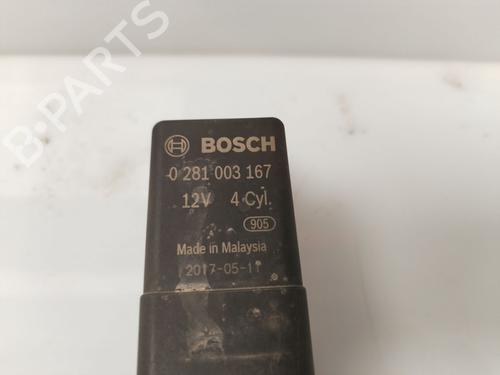 B-PARTS
BOSCH
0 281 003 167
12V 4 Cyl.
905
Made in Malaysia
2017-05-11